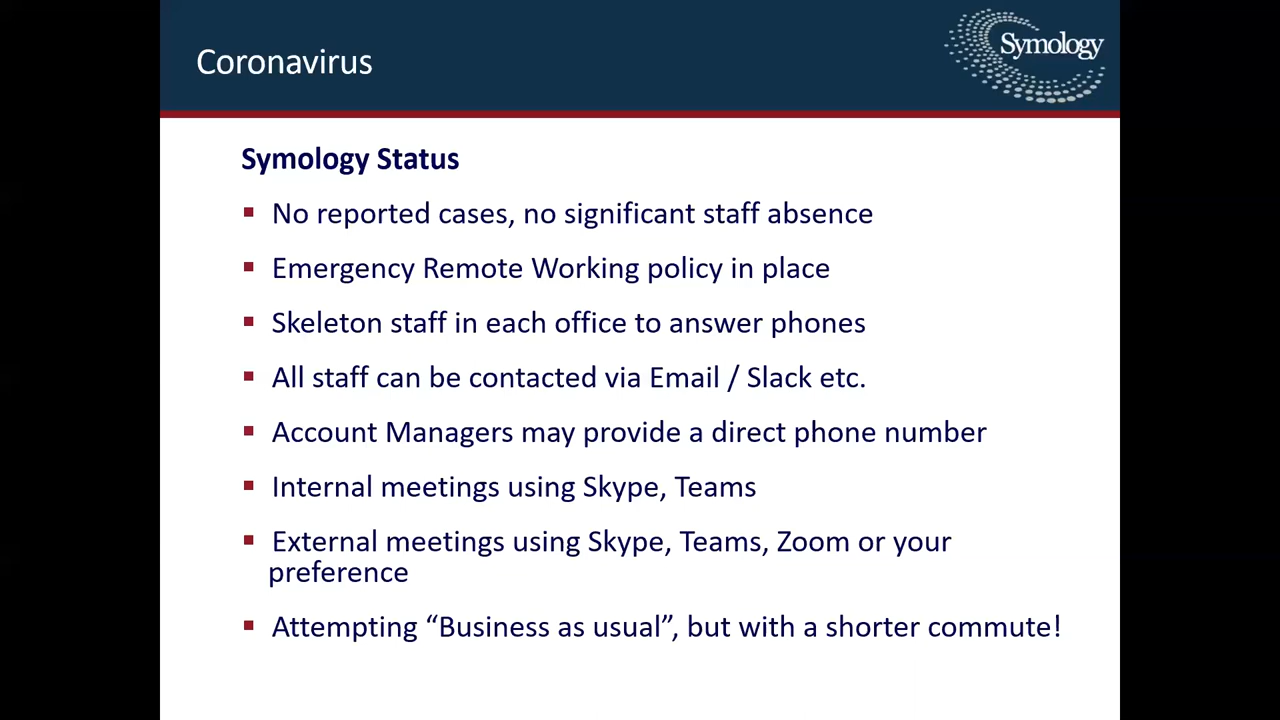 Coronavirus
Symology
Symology Status
No reported cases, no significant staff absence
Emergency Remote Working policy in place
Skeleton staff in each office to answer phones
All staff can be contacted via Email / Slack etc.
Account Managers may provide a direct phone number
Internal meetings using Skype, Teams
External meetings using Skype, Teams, Zoom or your
preference
Attempting “Business as usual”, but with a shorter commute!